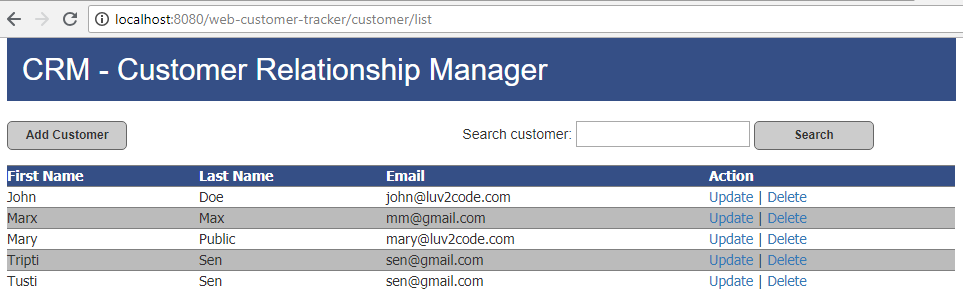 localhost:8080/web-customer-tracker/customer/list
CRM - Customer Relationship Manager
Add Customer Search customer: Search
First Name Last Name Email Action
John Doe john@luv2code.com Update | Delete
Marx Max mm@gmail.com Update | Delete
Mary Public mary@luv2code.com Update | Delete
Tripti Sen sen@gmail.com Update | Delete
Tusti Sen sen@gmail.com Update | Delete